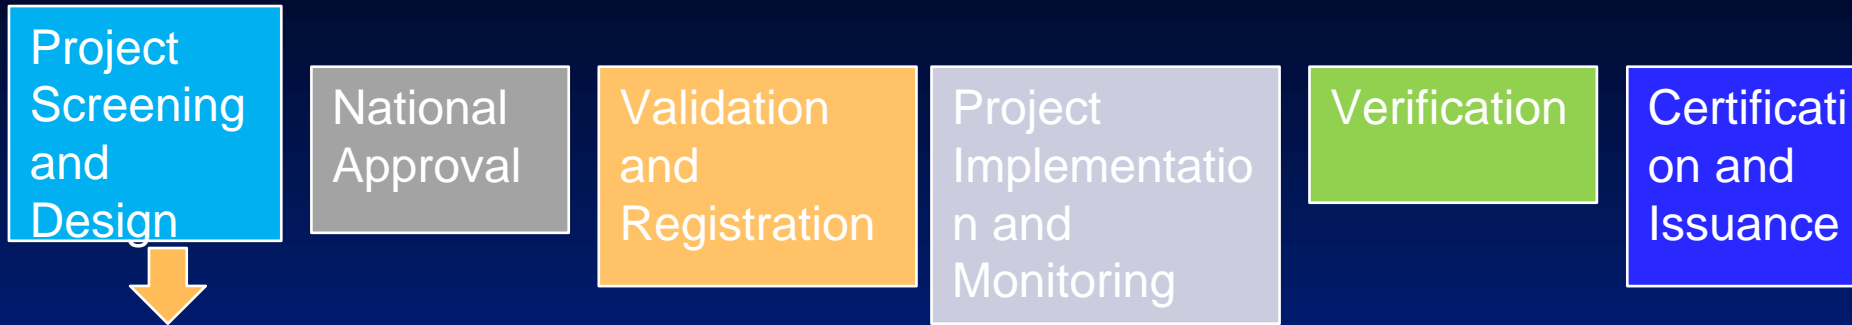 Project
Screening
and
Design
National
Approval
Validation
and
Registration
Project
Implementatio
n and
Monitoring
Verification
Certificati
on and
Issuance